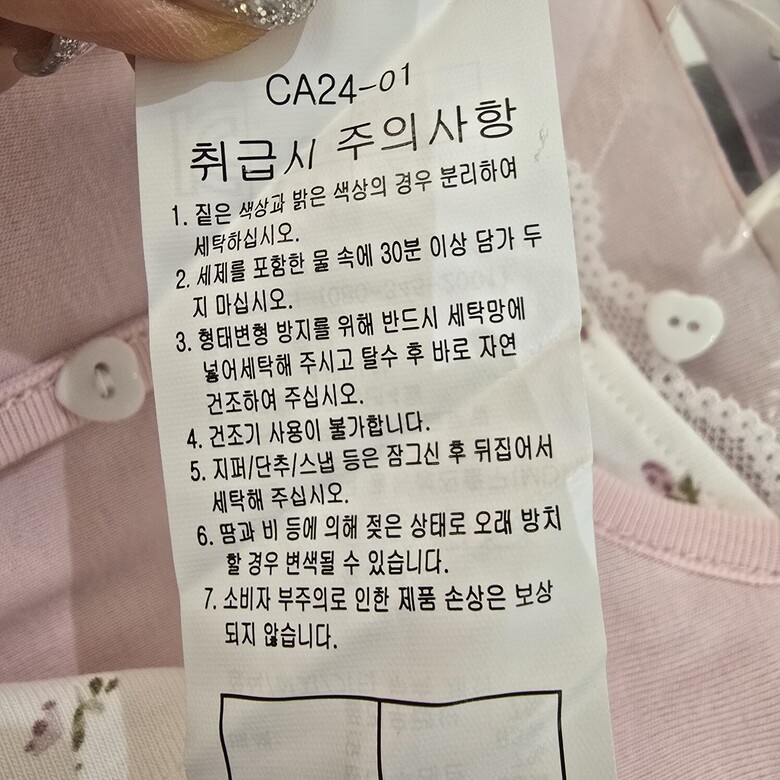 CA24-01
취급시 주의사항
1. 짙은 색상과 밝은 색상의 경우 분리하여
세탁하십시오.
2. 세제를 포함한 물 속에 30분 이상 담가 두
지 마십시오.
3. 형태변형 방지를 위해 반드시 세탁망에
넣어세탁해 주시고 탈수 후 바로 자연
건조하여 주십시오.
4. 건조기 사용이 불가합니다.
5. 지퍼/단추/스냅 등은 잠그신 후 뒤집어서
세탁해 주십시오.
6. 땀과 비 등에 의해 젖은 상태로 오래 방치
할 경우 변색될 수 있습니다.
7. 소비자 부주의로 인한 제품 손상은 보상
되지 않습니다.